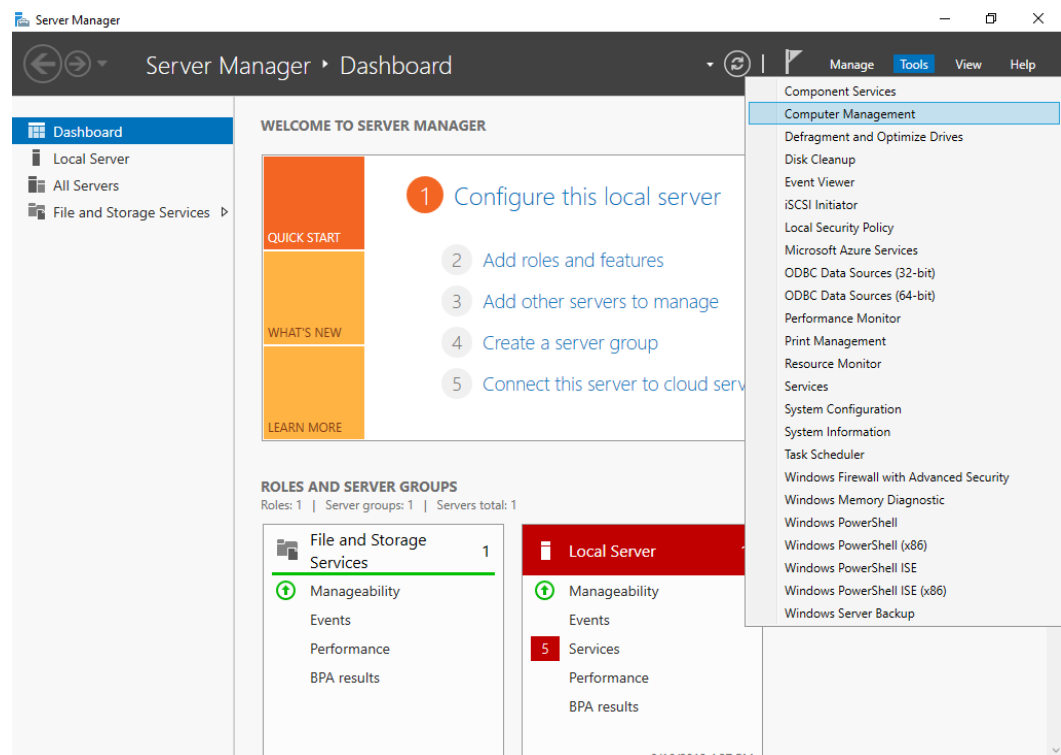 Server Manager
Server Manager ‣ Dashboard
Manage Tools View Help
Dashboard
Local Server
All Servers
File and Storage Services
WELCOME TO SERVER MANAGER
QUICK START
WHAT'S NEW
LEARN MORE
1 Configure this local server
2 Add roles and features
3 Add other servers to manage
4 Create a server group
5 Connect this server to cloud serv
ROLES AND SERVER GROUPS
Roles: 1 | Server groups: 1 | Servers total: 1
File and Storage
Services
1
Manageability
Events
Performance
BPA results
Local Server
Manageability
Events
5 Services
Performance
BPA results
Component Services
Computer Management
Defragment and Optimize Drives
Disk Cleanup
Event Viewer
iSCSI Initiator
Local Security Policy
Microsoft Azure Services
ODBC Data Sources (32-bit)
ODBC Data Sources (64-bit)
Performance Monitor
Print Management
Resource Monitor
Services
System Configuration
System Information
Task Scheduler
Windows Firewall with Advanced Security
Windows Memory Diagnostic
Windows PowerShell
Windows PowerShell (x86)
Windows PowerShell ISE
Windows PowerShell ISE (x86)
Windows Server Backup